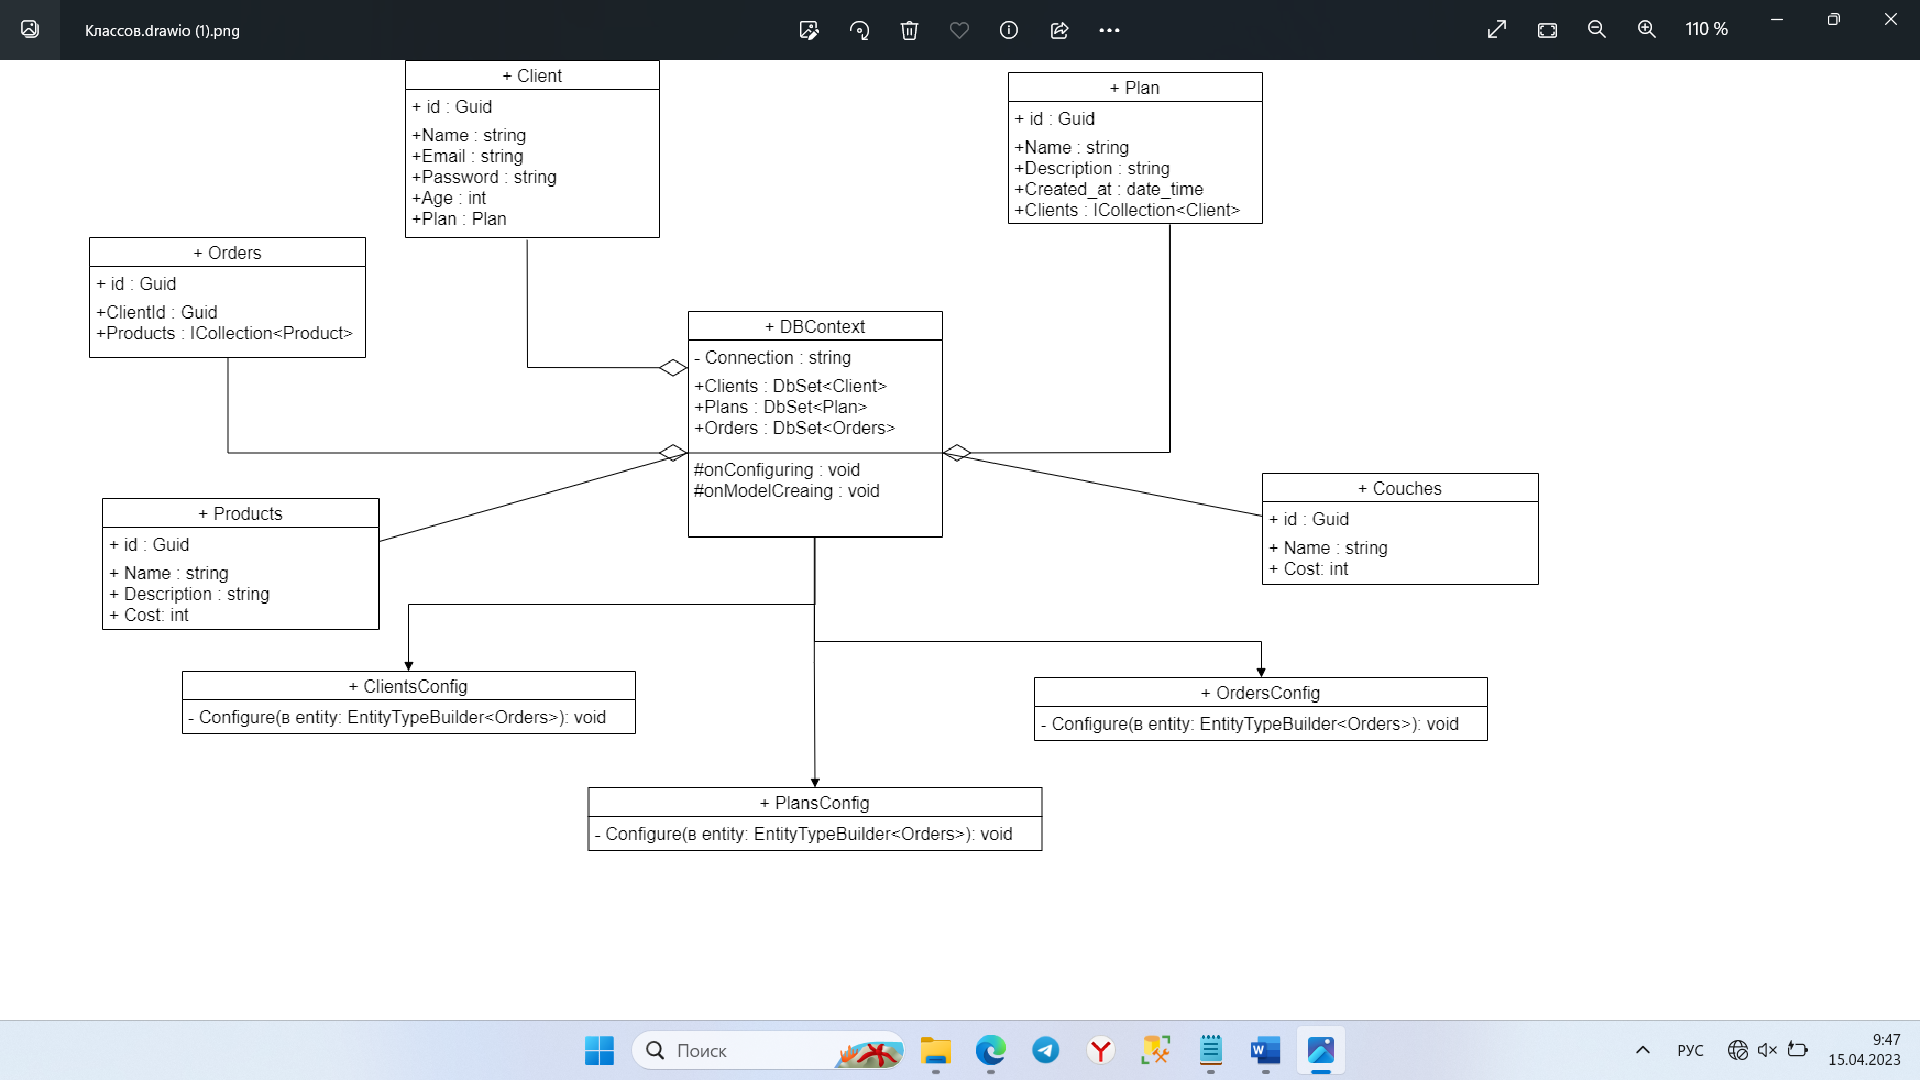 Классов.drawio (1).png
110 %
+ Client
+ id : Guid
+Name : string
+Email : string
+Password : string
+Age : int
+Plan : Plan
+ Plan
+ id : Guid
+Name : string
+Description : string
+Created_at : date_time
+Clients : ICollection<Client>
+ Orders
+ id : Guid
+ClientId : Guid
+Products : ICollection<Product>
+ DBContext
- Connection : string
+Clients : DbSet<Client>
+Plans : DbSet<Plan>
+Orders : DbSet<Orders>
#onConfiguring : void
#onModelCreaing : void
+ Couches
+ id : Guid
+ Name : string
+ Cost: int
+ Products
+ id : Guid
+ Name : string
+ Description : string
+ Cost: int
+ ClientsConfig
- Configure(в entity: EntityTypeBuilder<Orders>): void
+ OrdersConfig
- Configure(в entity: EntityTypeBuilder<Orders>): void
+ PlansConfig
- Configure(в entity: EntityTypeBuilder<Orders>): void
Поиск
РУС
9:47
15.04.2023